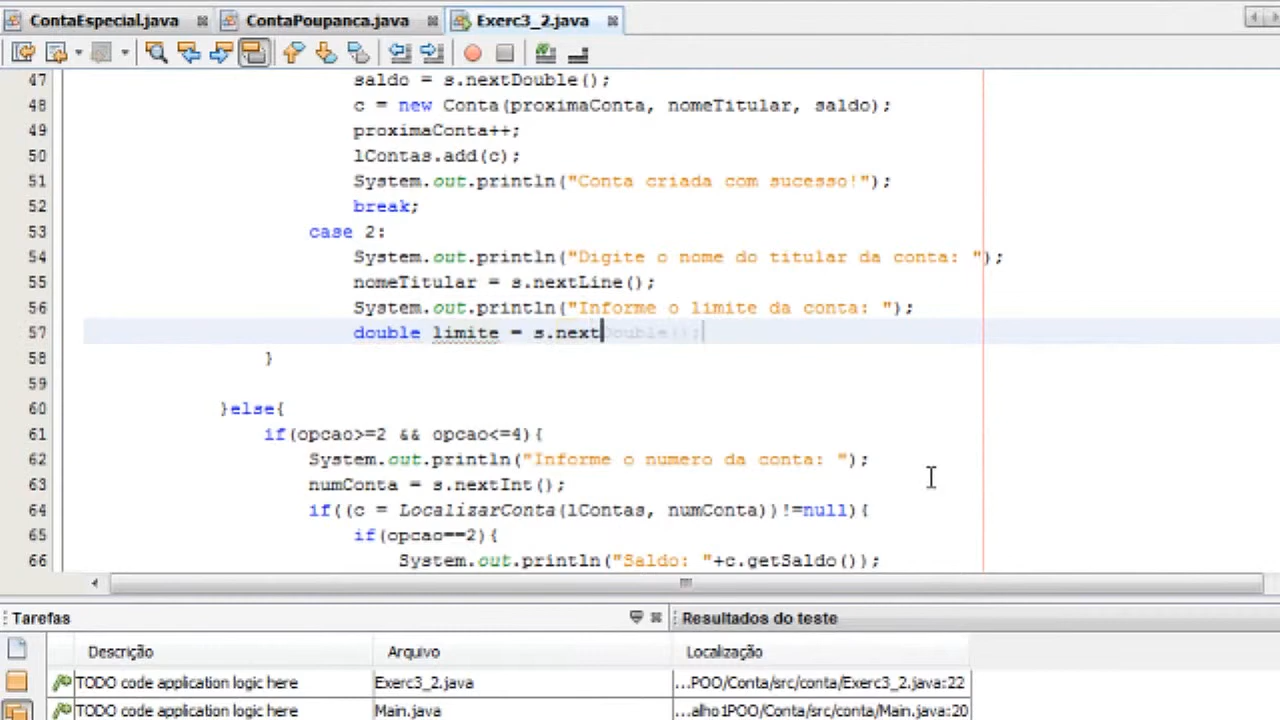 ContaEspecial.java ContaPoupanca.java Exerc3_2.java
47 saldo = s.nextDouble();
48 c = new Conta(proximaConta, nomeTitular, saldo);
49 proximaConta++;
50 lContas.add(c);
51 System.out.println("Conta criada com sucesso!");
52 break;
53 case 2:
54 System.out.println("Digite o nome do titular da conta: ");
55 nomeTitular = s.nextLine();
56 System.out.println("Informe o limite da conta: ");
57 double limite = s.nextDouble();
58 }
59
60 }else{
61 if(opcao>=2 && opcao<=4){
62 System.out.println("Informe o numero da conta: ");
63 numConta = s.nextInt();
64 if((c = LocalizarConta(lContas, numConta))!=null){
65 if(opcao==2){
66 System.out.println("Saldo: "+c.getSaldo());
Tarefas Resultados do teste
Descrição Arquivo Localização
TODO code application logic here Exerc3_2.java ...POO/Conta/src/conta/Exerc3_2.java:22
TODO code application logic here Main.java ...alho1POO/Conta/src/conta/Main.java:20